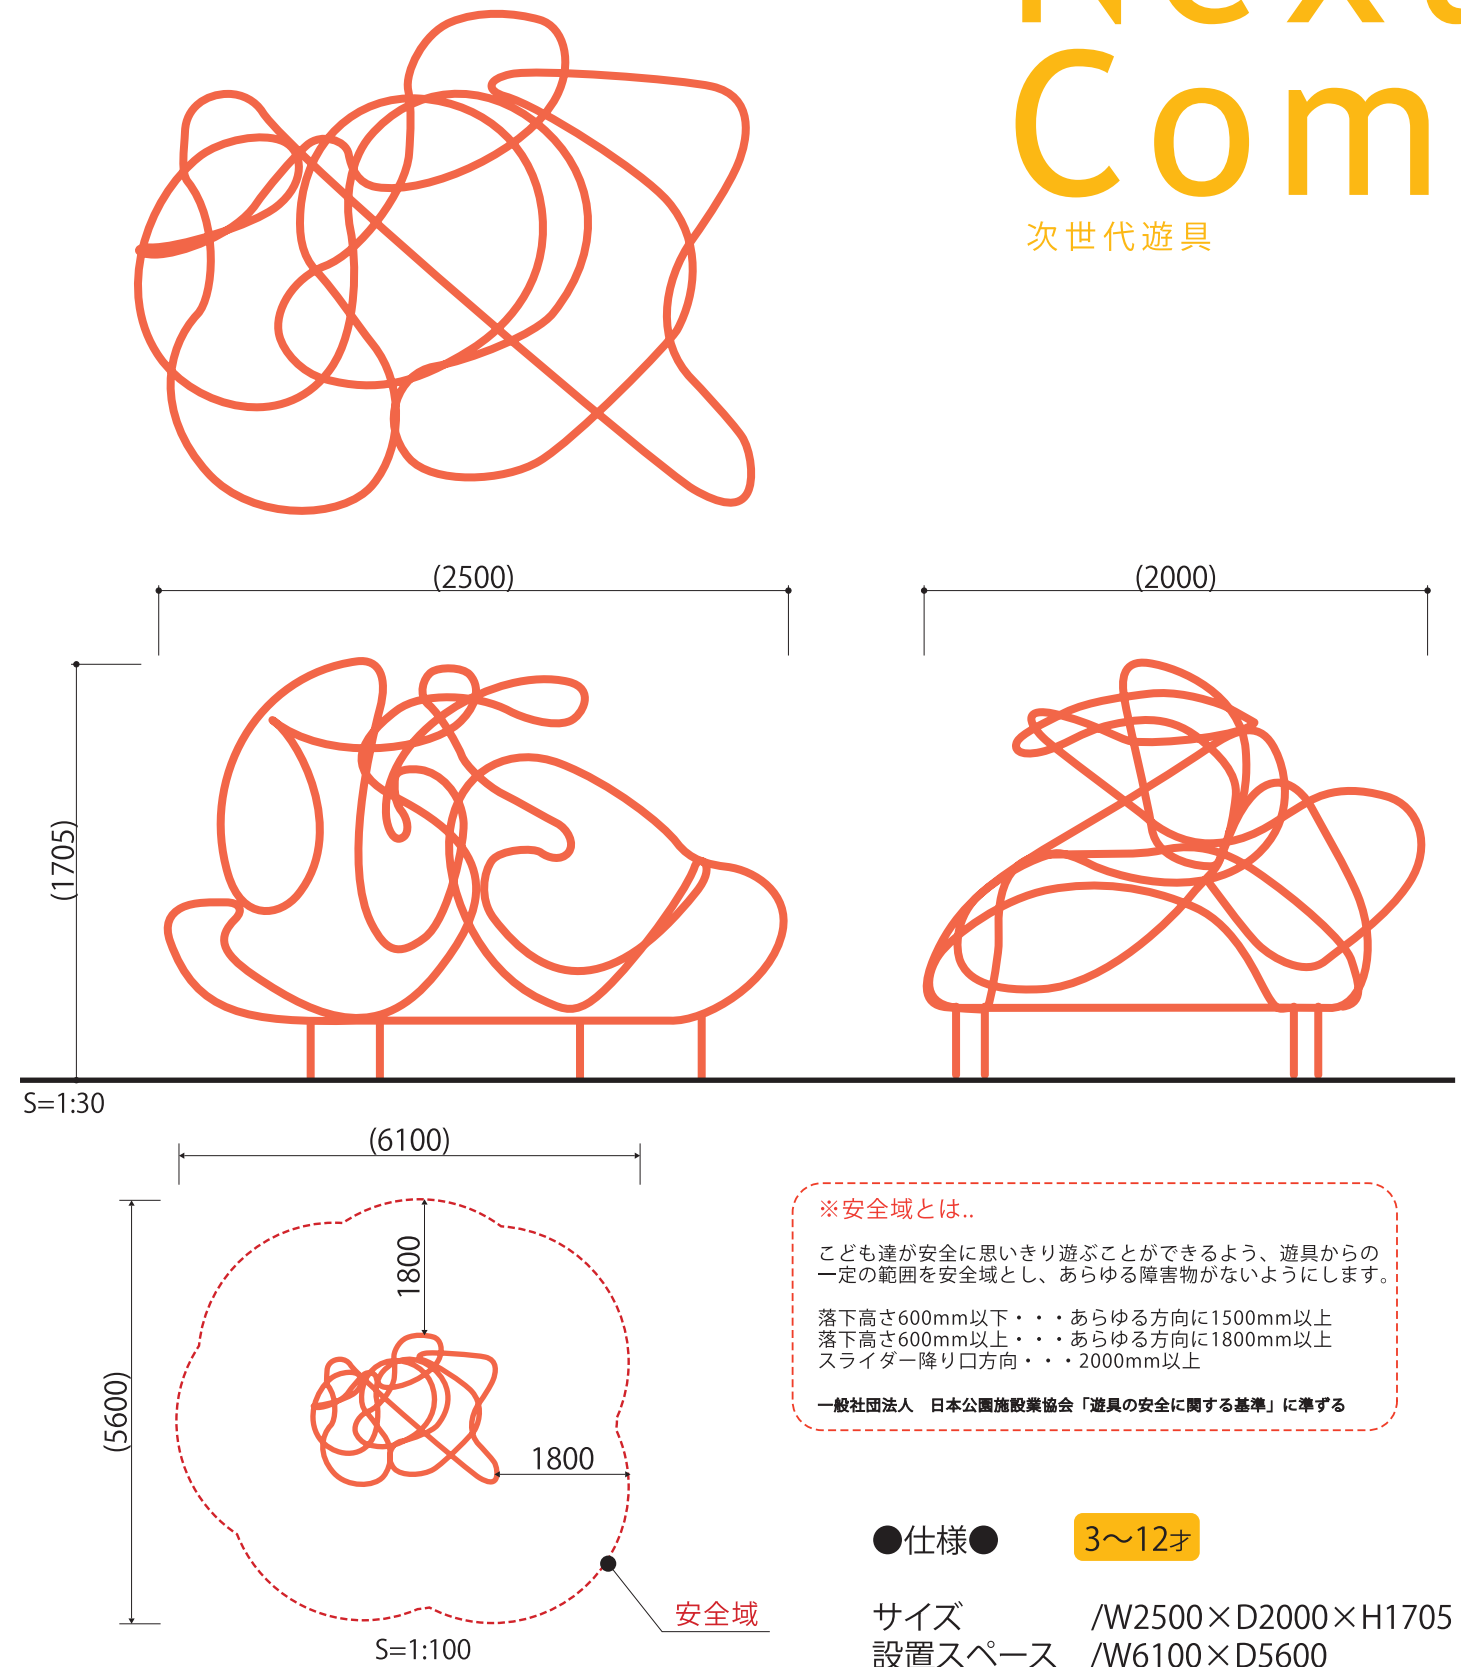 Com
次世代遊具
(2500)
(2000)
(1705)
S=1:30
(6100)
1800
(5600)
1800
安全域
S=1:100
※安全域とは..
こども達が安全に思いきり遊ぶことができるよう、遊具からの
一定の範囲を安全域とし、あらゆる障害物がないようにします。
落下高さ600mm以下・・・あらゆる方向に1500mm以上
落下高さ600mm以上・・・あらゆる方向に1800mm以上
スライダー降り口方向・・・2000mm以上
一般社団法人 日本公園施設業協会「遊具の安全に関する基準」に準ずる
●仕様● 3～12才
サイズ /W2500×D2000×H1705
設置スペース /W6100×D5600